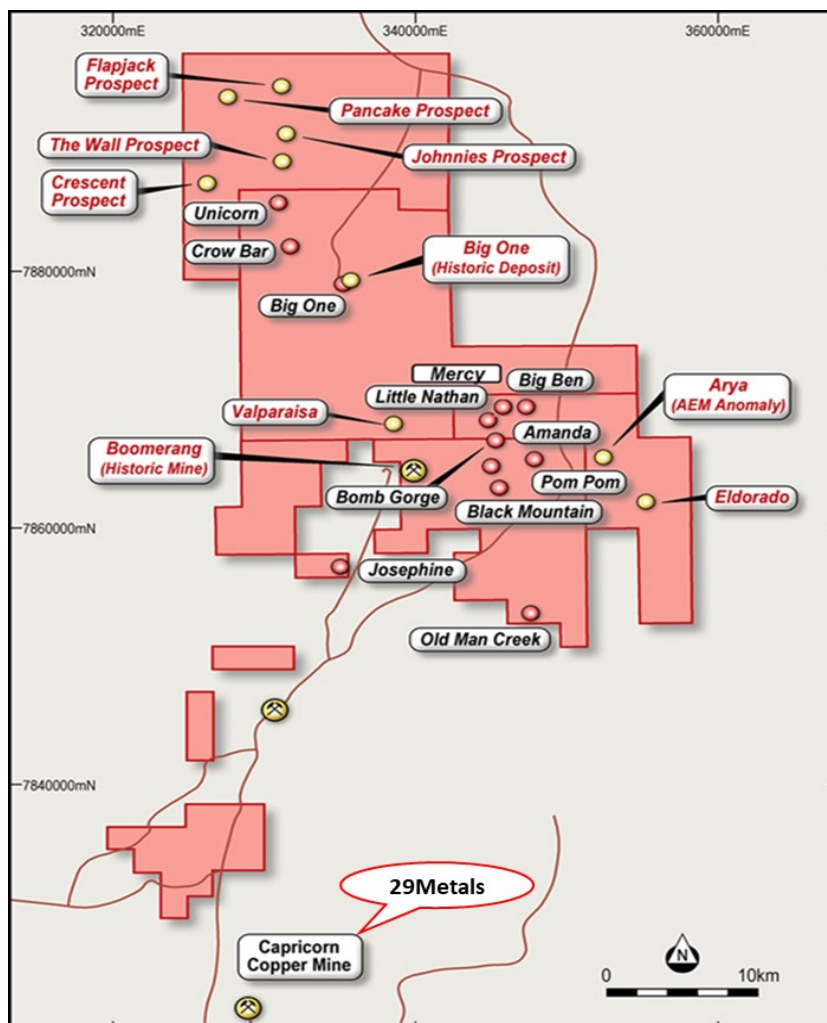 320000mE
340000mE
360000mE
Flapjack
Prospect
Pancake Prospect
The Wall Prospect
Johnnies Prospect
Crescent
Prospect
Unicorn
Crow Bar
Big One
(Historic Deposit)
7880000mN
Big One
Mercy
Big Ben
Little Nathan
Arya
(AEM Anomaly)
Valparaisa
Amanda
Boomerang
(Historic Mine)
Pom Pom
Bomb Gorge
Eldorado
Black Mountain
7860000mN
Josephine
Old Man Creek
7840000mN
29Metals
Capricorn
Copper Mine
N
0
10km